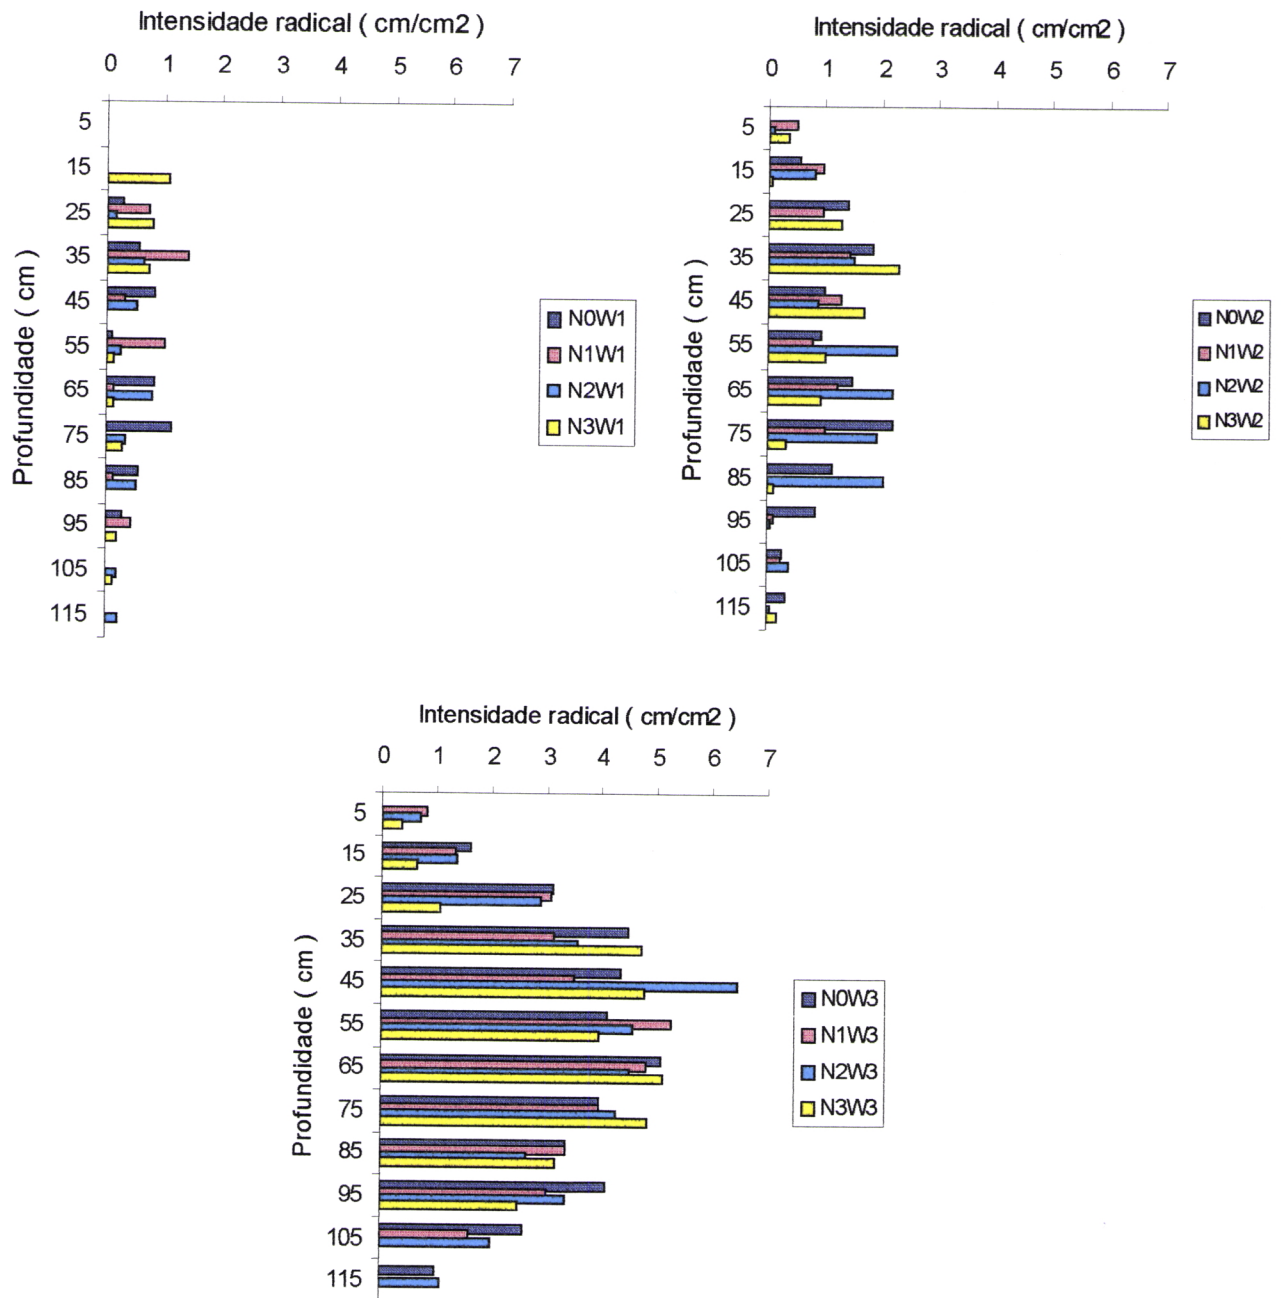 Intensidade radical ( cm/cm2 )
0 1 2 3 4 5 6 7
Profundidade ( cm )
5
15
25
35
45
55
65
75
85
95
105
115
N0W1
N1W1
N2W1
N3W1
Intensidade radical ( cm/cm2 )
0 1 2 3 4 5 6 7
Profundidade ( cm )
5
15
25
35
45
55
65
75
85
95
105
115
N0W2
N1W2
N2W2
N3W2
Intensidade radical ( cm/cm2 )
0 1 2 3 4 5 6 7
Profundidade ( cm )
5
15
25
35
45
55
65
75
85
95
105
115
N0W3
N1W3
N2W3
N3W3